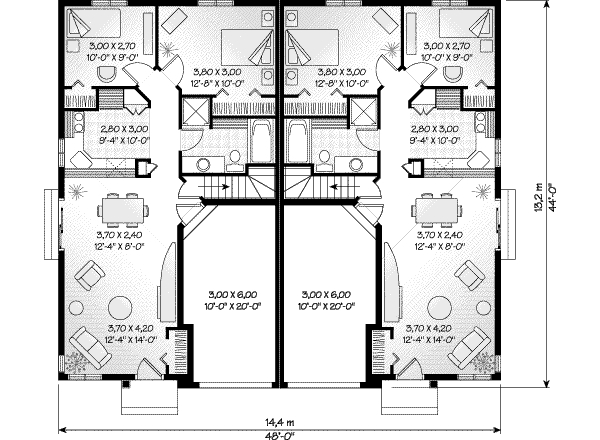 3,00 X 2,70
10'-0" X 9'-0"
3,80 X 3,00
12'-8" X 10'-0"
3,80 X 3,00
12'-8" X 10'-0"
3,00 X 2,70
10'-0" X 9'-0"
2,80 X 3,00
9'-4" X 10'-0"
2,80 X 3,00
9'-4" X 10'-0"
3,70 X 2,40
12'-4" X 8'-0"
3,70 X 2,40
12'-4" X 8'-0"
3,00 X 6,00
10'-0" X 20'-0"
3,00 X 6,00
10'-0" X 20'-0"
3,70 X 4,20
12'-4" X 14'-0"
3,70 X 4,20
12'-4" X 14'-0"
13,2 m
44'-0"
14,4 m
48'-0"